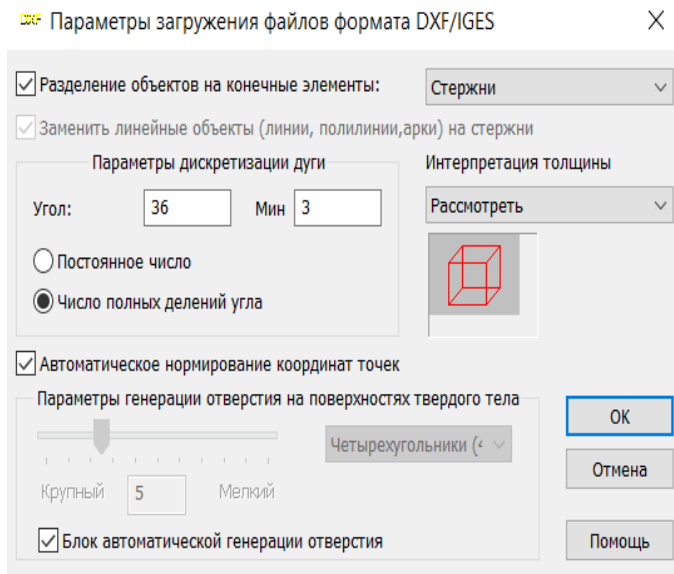 DXF Параметры загружения файлов формата DXF/IGES
Разделение объектов на конечные элементы: Стержни
Заменить линейные объекты (линии, полилинии,арки) на стержни
Параметры дискретизации дуги
Интерпретация толщины
Угол: 36 Мин 3
Рассмотреть
Постоянное число
Число полных делений угла
Автоматическое нормирование координат точек
Параметры генерации отверстия на поверхностях твердого тела
Четырехугольники (4
Крупный 5 Мелкий
Блок автоматической генерации отверстия
OK
Отмена
Помощь